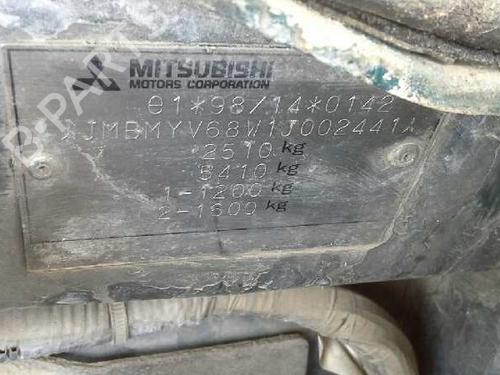 MITSUBISHI
MOTORS CORPORATION
e1*98/14*0142
JMBMYV68W1J002441
2510 kg
5410 kg
1-1200 kg
2-1600 kg
B-PARTS